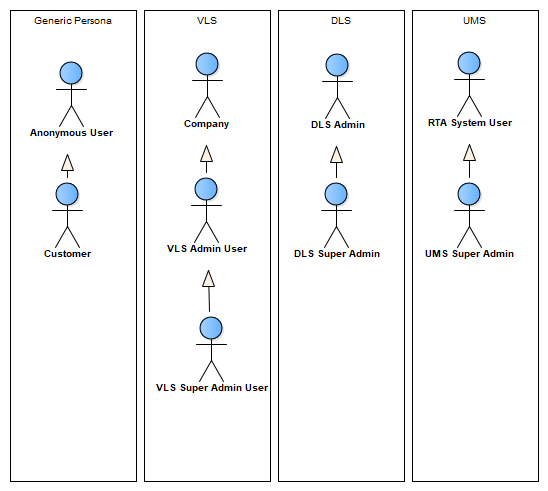 Generic Persona
Anonymous User
Customer
VLS
Company
VLS Admin User
VLS Super Admin User
DLS
DLS Admin
DLS Super Admin
UMS
RTA System User
UMS Super Admin